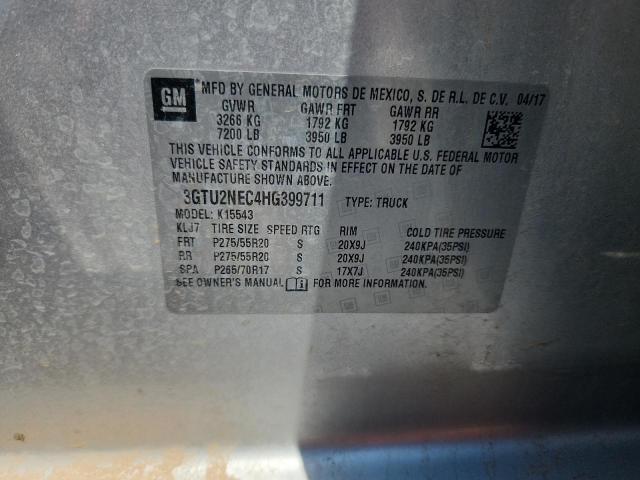 GM
MFD BY GENERAL MOTORS DE MEXICO, S. DE R.L. DE C.V. 04/17
GVWR GAWR FRT GAWR RR
3266 KG 1792 KG 1792 KG
7200 LB 3950 LB 3950 LB
THIS VEHICLE CONFORMS TO ALL APPLICABLE U.S. FEDERAL MOTOR
VEHICLE SAFETY STANDARDS IN EFFECT ON THE DATE OF
MANUFACTURE SHOWN ABOVE.
3GTU2NEC4HG399711 TYPE: TRUCK
MODEL: K15543
KLJ7 TIRE SIZE SPEED RTG RIM COLD TIRE PRESSURE
FRT P275/55R20 S 20X9J 240KPA(35PSI)
RR P275/55R20 S 20X9J 240KPA(35PSI)
SPA P265/70R17 S 17X7J 240KPA(35PSI)
SEE OWNER'S MANUAL FOR MORE INFORMATION.